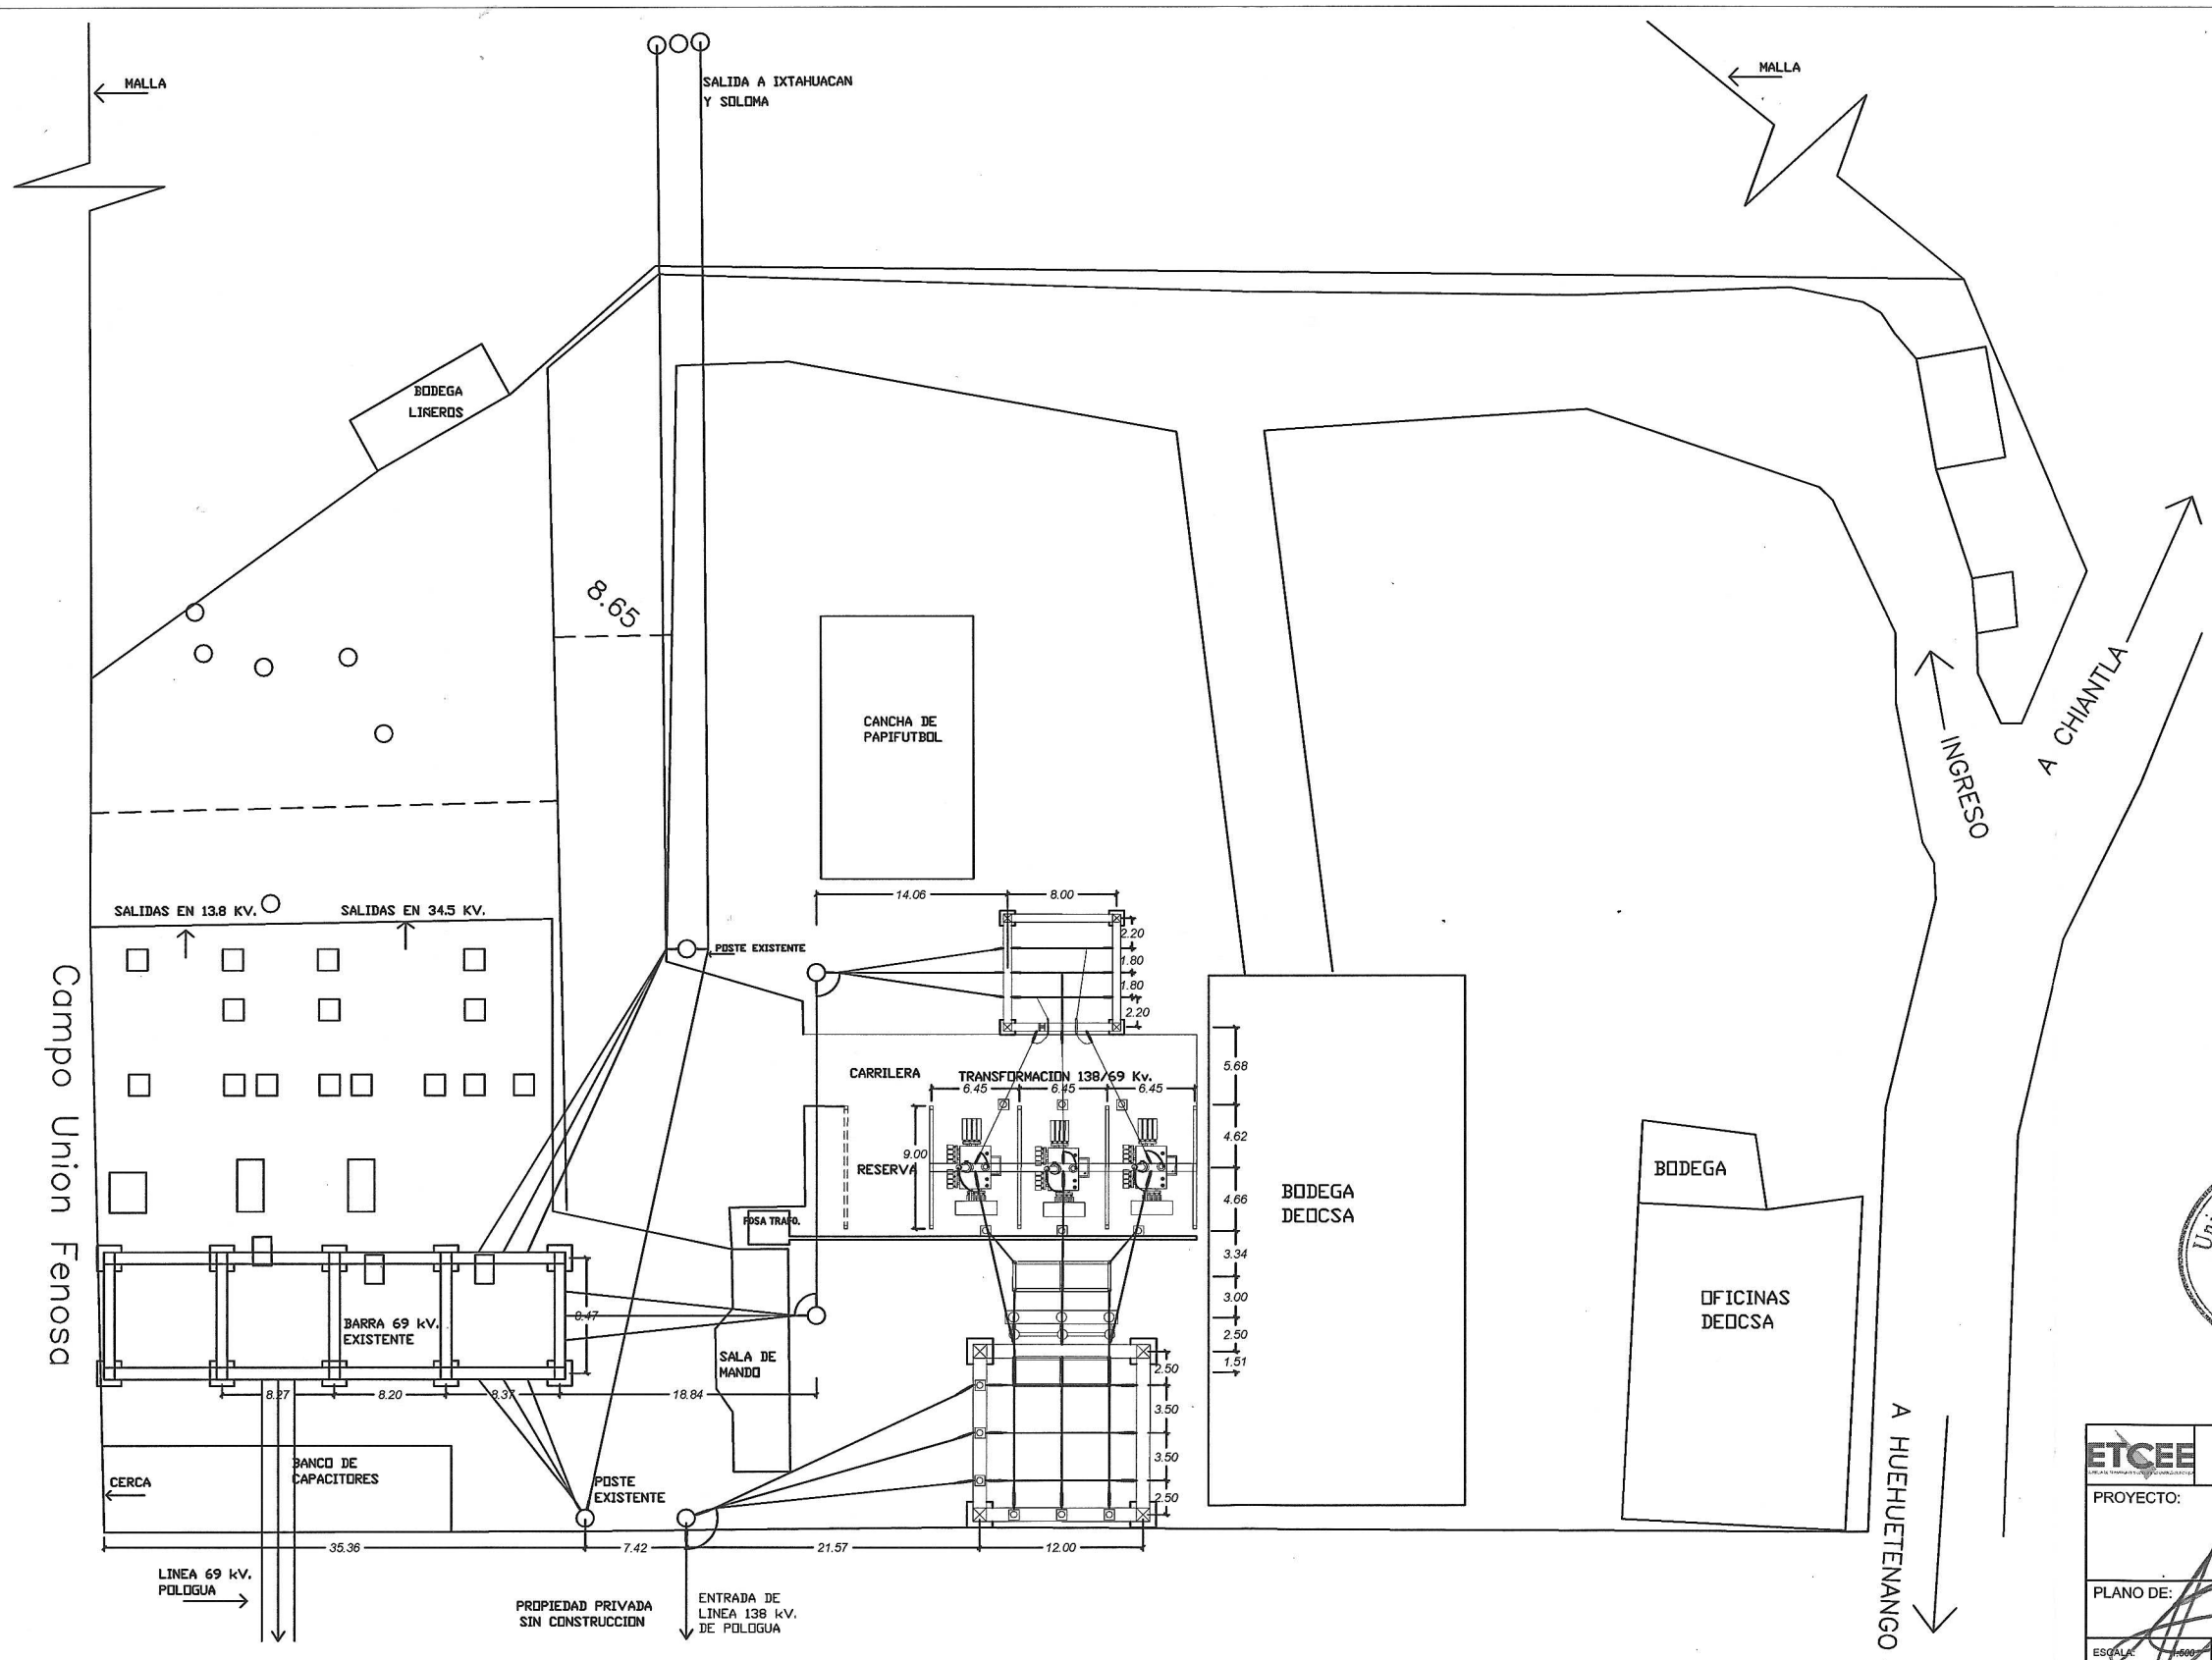 MALLA
SALIDA A IXTAHUACAN
Y SOLOMA
MALLA
BODEGA
LIÑEROS
8.65
CANCHA DE
PAPIFUTBOL
A CHIANTLA
INGRESO
14.06
8.00
SALIDAS EN 13.8 KV.
SALIDAS EN 34.5 KV.
POSTE EXISTENTE
2.20
1.80
1.80
2.20
Campo Union Fenosa
CARRILERA
TRANSFORMACION 138/69 Kv.
6.45
6.45
6.45
5.68
4.62
9.00
RESERVA
4.66
BODEGA
DEOCSA
BODEGA
FOSA TRAFO.
3.34
3.00
2.50
1.51
OFICINAS
DEOCSA
BARRA 69 kV.
EXISTENTE
8.47
SALA DE
MANDO
8.27
8.20
8.37
18.84
2.50
3.50
3.50
2.50
A HUEHUETENANGO
BANCO DE
CAPACITORES
CERCA
POSTE
EXISTENTE
35.36
7.42
21.57
12.00
LINEA 69 kV.
POLOGUA
PROPIEDAD PRIVADA
SIN CONSTRUCCION
ENTRADA DE
LINEA 138 kV.
DE POLOGUA
ETCEE
PROYECTO:
PLANO DE:
ESCALA: